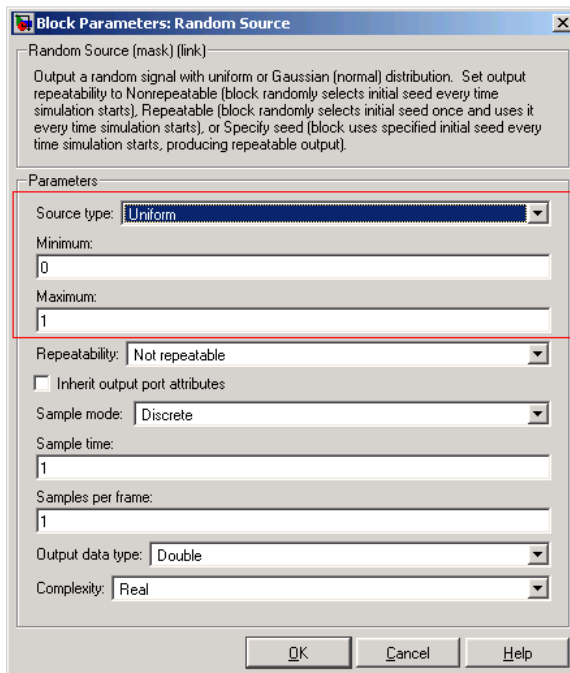 Block Parameters: Random Source
Random Source (mask) (link)
Output a random signal with uniform or Gaussian (normal) distribution. Set output
repeatability to Nonrepeatable (block randomly selects initial seed every time
simulation starts), Repeatable (block randomly selects initial seed once and uses it
every time simulation starts), or Specify seed (block uses specified initial seed every
time simulation starts, producing repeatable output).
Parameters
Source type: Uniform
Minimum:
0
Maximum:
1
Repeatability: Not repeatable
Inherit output port attributes
Sample mode: Discrete
Sample time:
1
Samples per frame:
1
Output data type: Double
Complexity: Real
OK Cancel Help